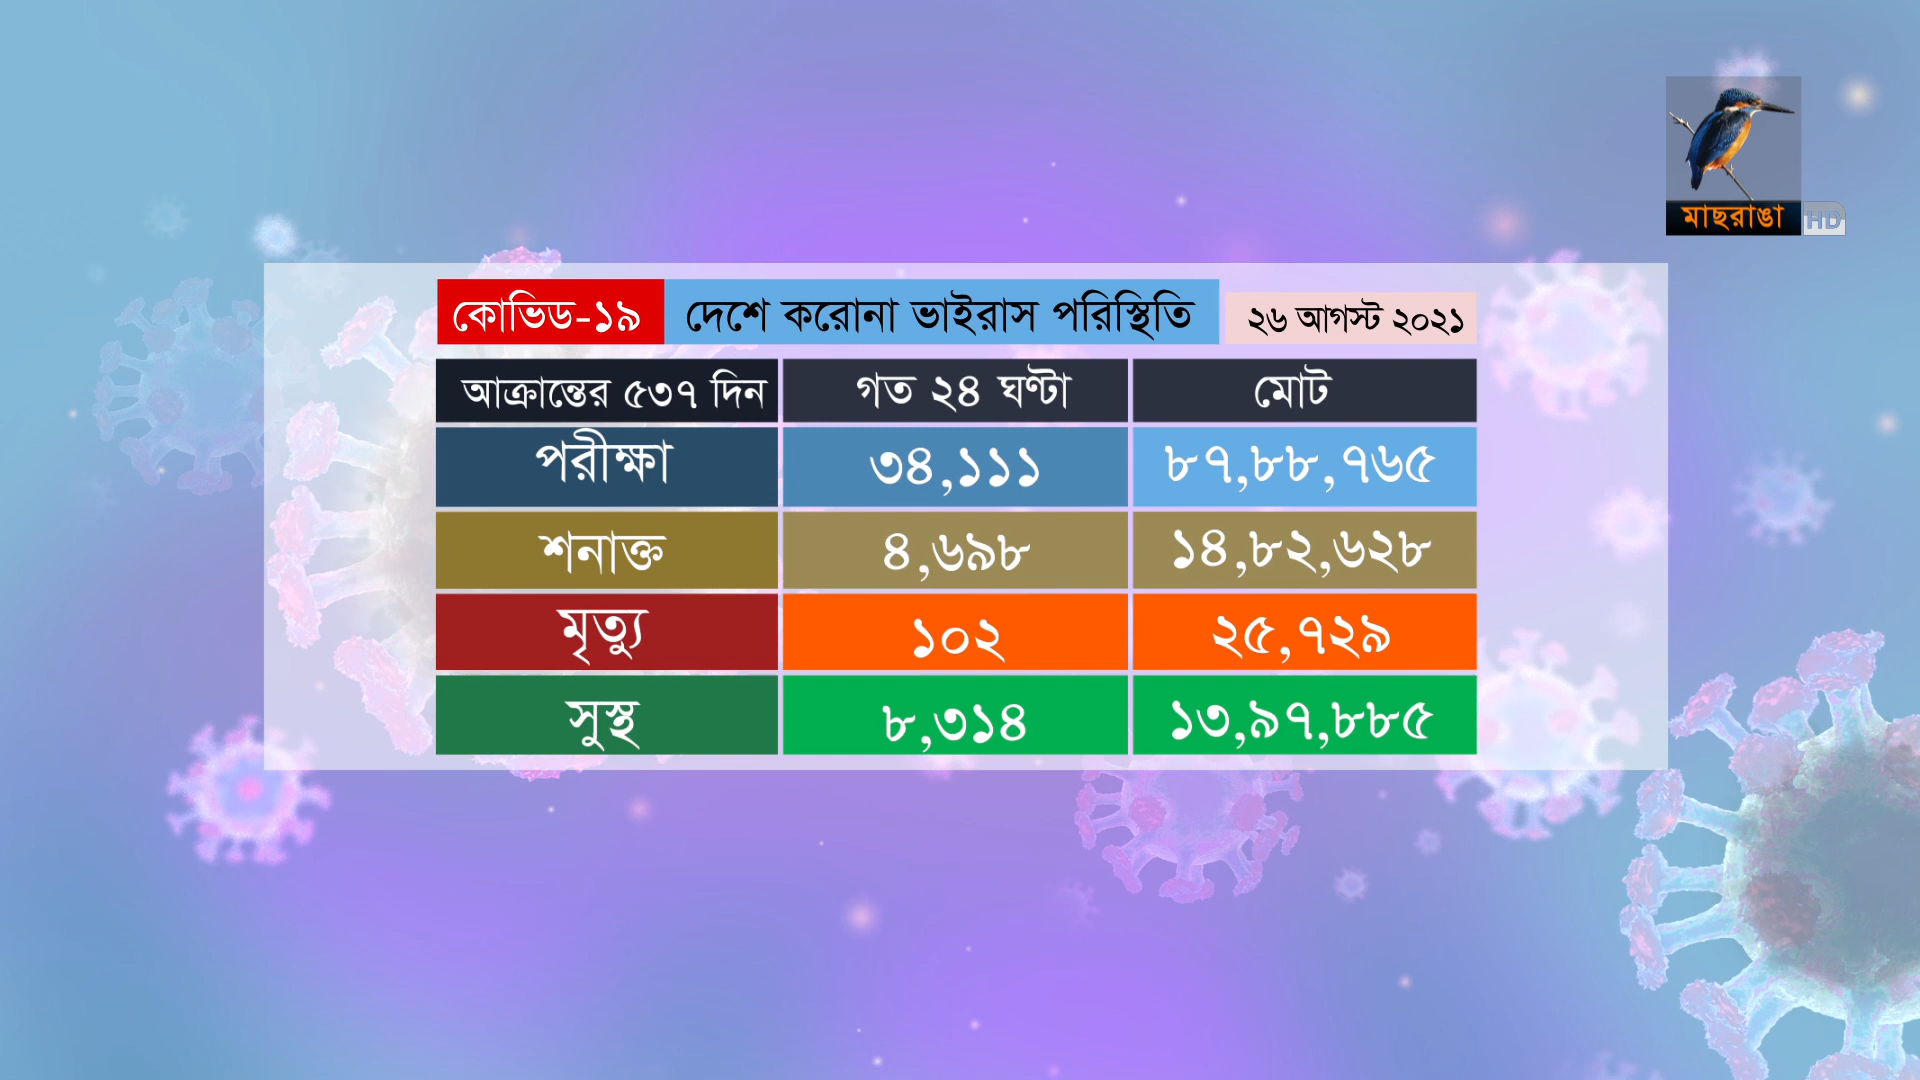 মাছরাঙা HD
কোভিড-১৯ দেশে করোনা ভাইরাস পরিস্থিতি ২৬ আগস্ট ২০২১
আক্রান্তের ৫৩৭ দিন গত ২৪ ঘণ্টা মোট
পরীক্ষা ৩৪,১১১ ৮৭,৮৮,৭৬৫
শনাক্ত ৪,৬৯৮ ১৪,৮২,৬২৮
মৃত্যু ১০২ ২৫,৭২৯
সুস্থ ৮,৩১৪ ১৩,৯৭,৮৮৫